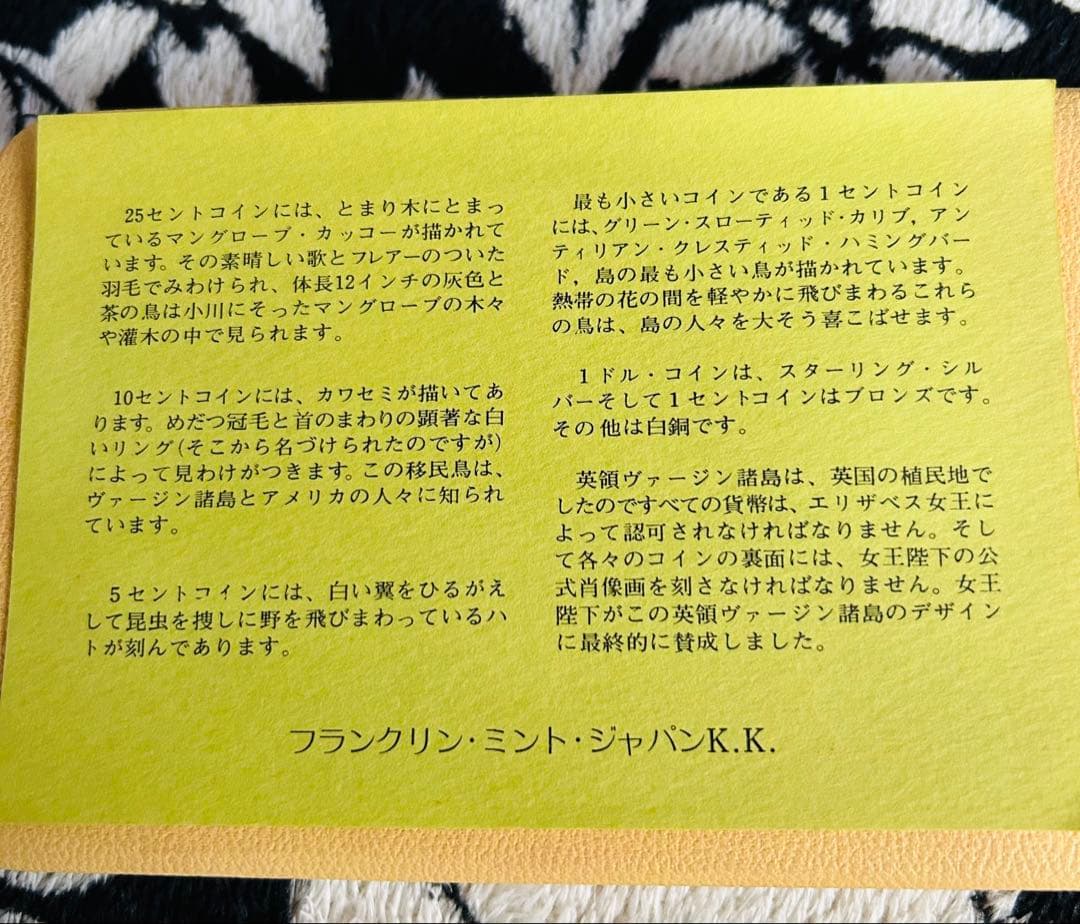 25セントコインには、とまり木にとまっ
ているマングローブ・カッコーが描かれて
います。その素晴しい歌とフレアーのついた
羽毛でみわけられ、体長12インチの灰色と
茶の鳥は小川にそったマングローブの木々
や灌木の中で見られます。
10セントコインには、カワセミが描いてあ
ります。めだつ冠毛と首のまわりの顕著な白
いリング(そこから名づけられたのですが)
によって見わけがつきます。この移民鳥は、
ヴァージン諸島とアメリカの人々に知られ
ています。
5セントコインには、白い翼をひるがえ
して昆虫を捜しに野を飛びまわっているハ
トが刻んであります。
最も小さいコインである1セントコイン
には、グリーン・スローティッド・カリブ，アン
ティリアン・クレスティッド・ハミングバー
ド，島の最も小さい鳥が描かれています。
熱帯の花の間を軽やかに飛びまわるこれら
の鳥は、島の人々を大そう喜こばせます。
1ドル・コインは、スターリング・シル
バーそして1セントコインはブロンズです。
その他は白銅です。
英領ヴァージン諸島は、英国の植民地で
したのですべての貨幣は、エリザベス女王に
よって認可されなければなりません。そし
て各々のコインの裏面には、女王陛下の公
式肖像画を刻さなければなりません。女王
陛下がこの英領ヴァージン諸島のデザイン
に最終的に賛成しました。
フランクリン・ミント・ジャパンK.K.